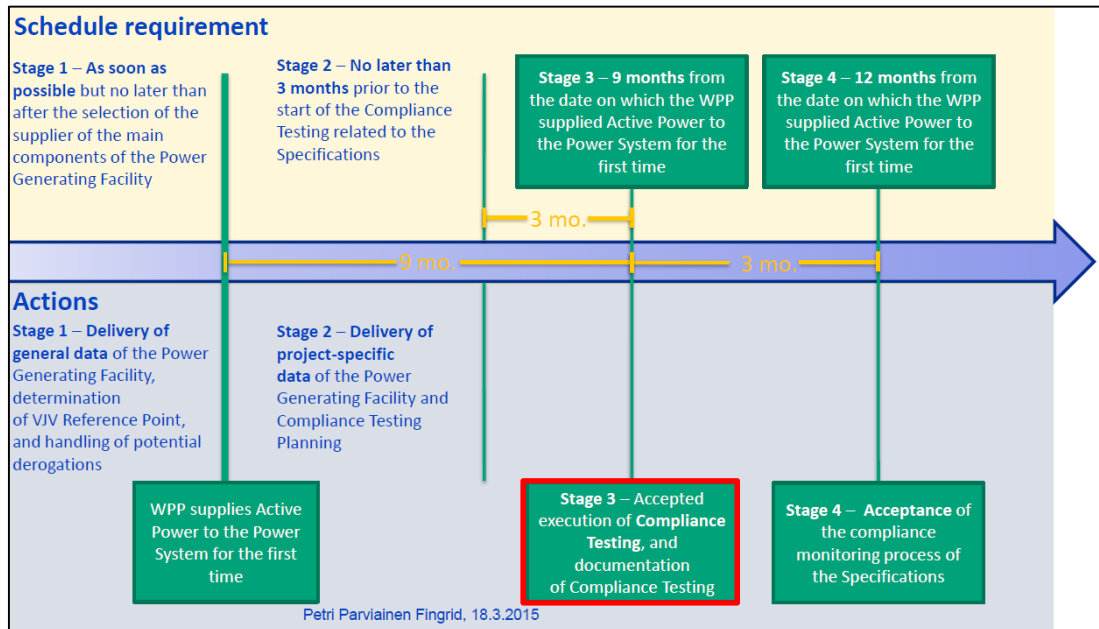 Schedule requirement
Stage 1 – As soon as
possible but no later than
after the selection of the
supplier of the main
components of the Power
Generating Facility
Stage 2 – No later than
3 months prior to the
start of the Compliance
Testing related to the
Specifications
Stage 3 – 9 months from
the date on which the WPP
supplied Active Power to
the Power System for the
first time
Stage 4 – 12 months from
the date on which the WPP
supplied Active Power to
the Power System for the
first time
3 mo.
9 mo.
3 mo.
Actions
Stage 1 – Delivery of
general data of the Power
Generating Facility,
determination
of VJV Reference Point,
and handling of potential
derogations
Stage 2 – Delivery of
project-specific
data of the Power
Generating Facility and
Compliance Testing
Planning
WPP supplies Active
Power to the Power
System for the first
time
Stage 3 – Accepted
execution of Compliance
Testing, and
documentation
of Compliance Testing
Stage 4 – Acceptance of
the compliance
monitoring process of
the Specifications
Petri Parviainen Fingrid, 18.3.2015